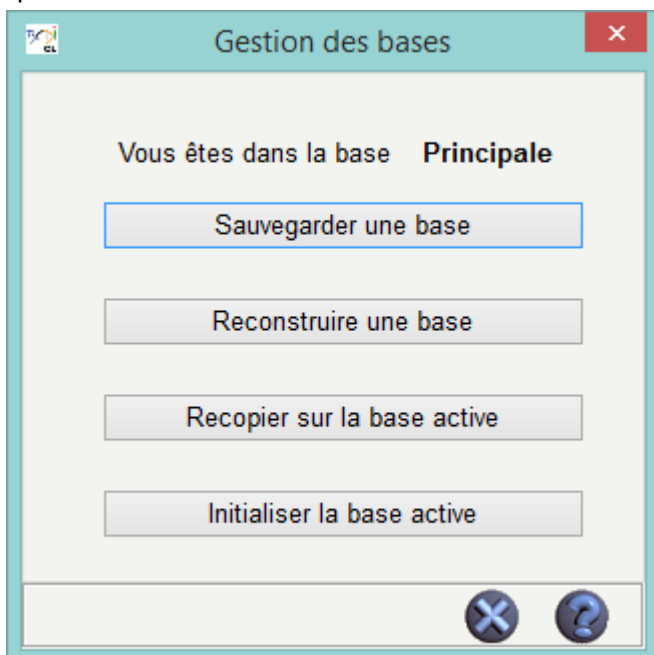 Gestion des bases
Vous êtes dans la base Principale
Sauvegarder une base
Reconstruire une base
Recopier sur la base active
Initialiser la base active